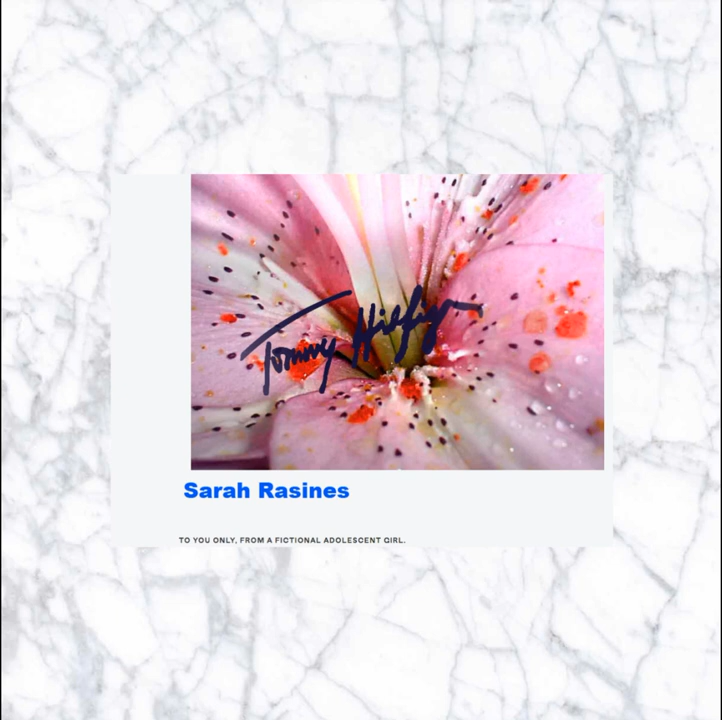 Tommy Hilfiger
Sarah Rasines
TO YOU ONLY, FROM A FICTIONAL ADOLESCENT GIRL.